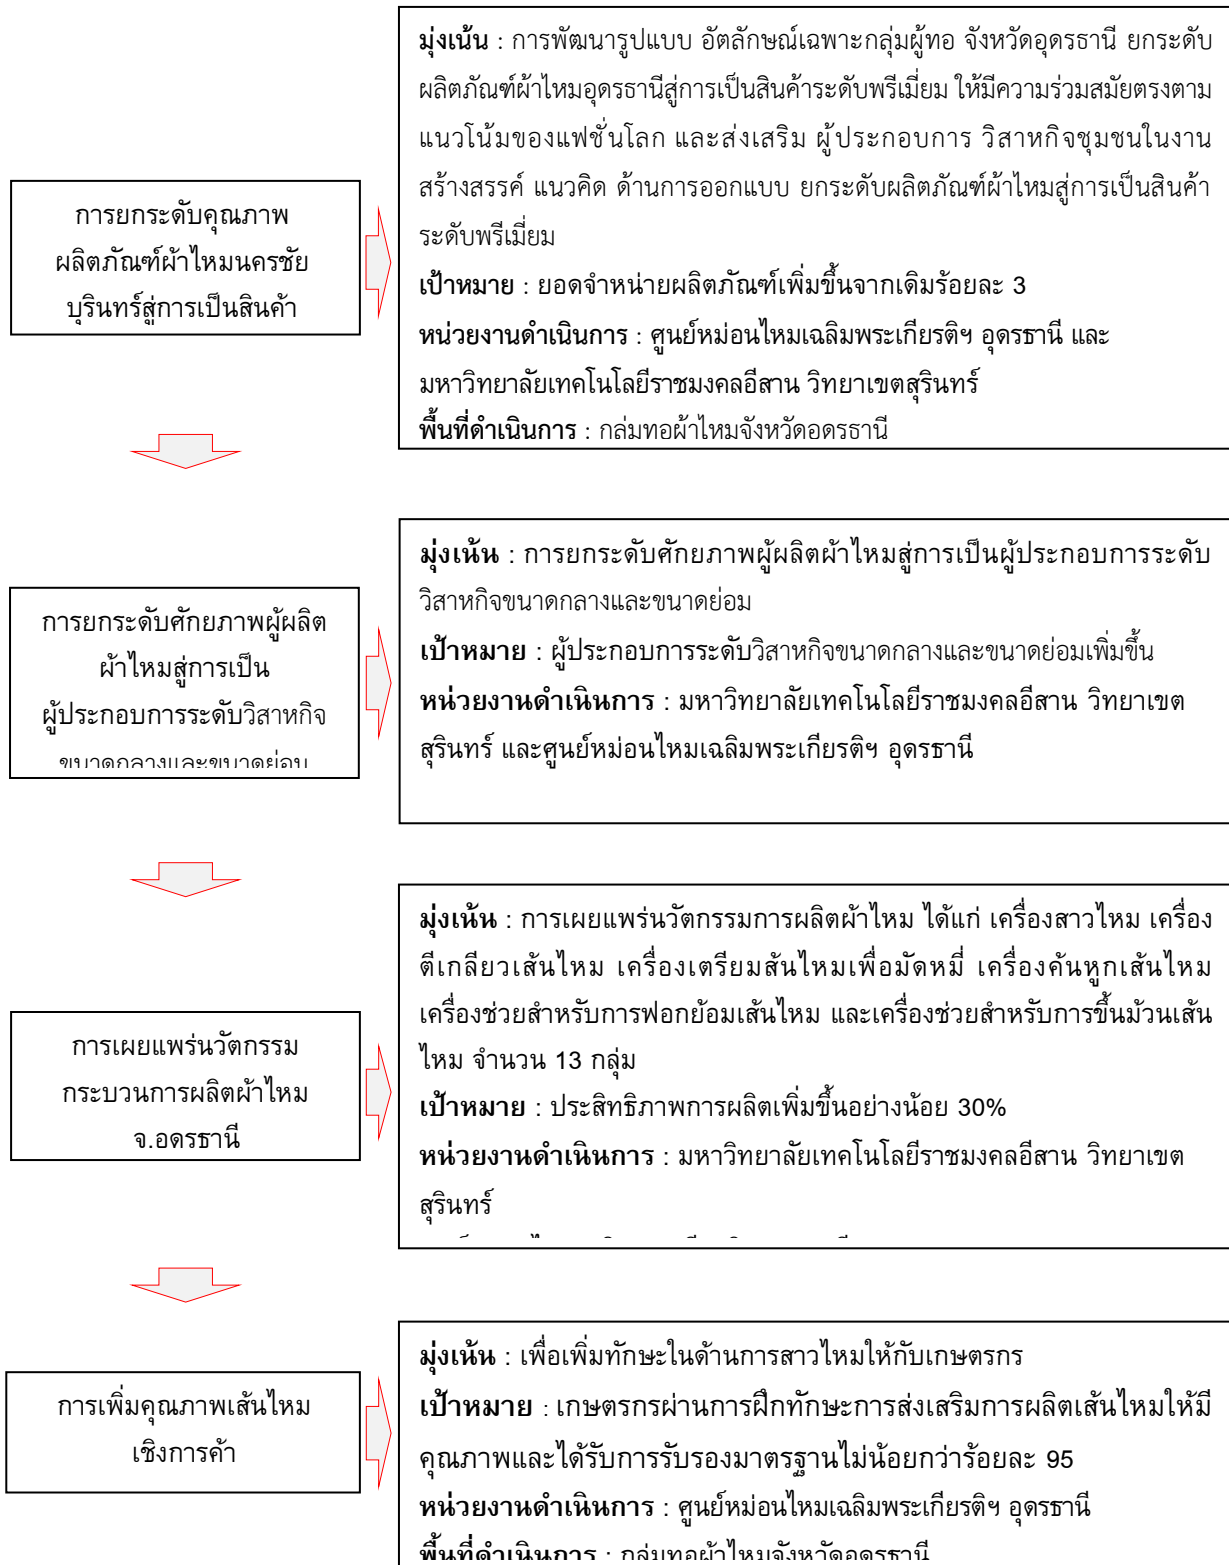 มุ่งเน้น : การพัฒนารูปแบบ อัตลักษณ์เฉพาะกลุ่มผู้ทอ จังหวัดอุดรธานี ยกระดับ
ผลิตภัณฑ์ผ้าไหมอุดรธานีสู่การเป็นสินค้าระดับพรีเมี่ยม ให้มีความร่วมสมัยตรงตาม
แนวโน้มของแฟชั่นโลก และส่งเสริม ผู้ประกอบการ วิสาหกิจชุมชนในงาน
สร้างสรรค์ แนวคิด ด้านการออกแบบ ยกระดับผลิตภัณฑ์ผ้าไหมสู่การเป็นสินค้า
ระดับพรีเมี่ยม
เป้าหมาย : ยอดจำหน่ายผลิตภัณฑ์เพิ่มขึ้นจากเดิมร้อยละ 3
หน่วยงานดำเนินการ : ศูนย์หม่อนไหมเฉลิมพระเกียรติฯ อุดรธานี และ
มหาวิทยาลัยเทคโนโลยีราชมงคลอีสาน วิทยาเขตสุรินทร์
พื้นที่ดำเนินการ : กลุ่มทอผ้าไหมจังหวัดอุดรธานี
การยกระดับคุณภาพ
ผลิตภัณฑ์ผ้าไหมนครชัย
บุรินทร์สู่การเป็นสินค้า
มุ่งเน้น : การยกระดับศักยภาพผู้ผลิตผ้าไหมสู่การเป็นผู้ประกอบการระดับ
วิสาหกิจขนาดกลางและขนาดย่อม
เป้าหมาย : ผู้ประกอบการระดับวิสาหกิจขนาดกลางและขนาดย่อมเพิ่มขึ้น
หน่วยงานดำเนินการ : มหาวิทยาลัยเทคโนโลยีราชมงคลอีสาน วิทยาเขต
สุรินทร์ และศูนย์หม่อนไหมเฉลิมพระเกียรติฯ อุดรธานี
การยกระดับศักยภาพผู้ผลิต
ผ้าไหมสู่การเป็น
ผู้ประกอบการระดับวิสาหกิจ
ขนาดกลางและขนาดย่อม
มุ่งเน้น : การเผยแพร่นวัตกรรมการผลิตผ้าไหม ได้แก่ เครื่องสาวไหม เครื่อง
ตีเกลียวเส้นไหม เครื่องเตรียมส้นไหมเพื่อมัดหมี่ เครื่องค้นหูกเส้นไหม
เครื่องช่วยสำหรับการฟอกย้อมเส้นไหม และเครื่องช่วยสำหรับการขึ้นม้วนเส้น
ไหม จำนวน 13 กลุ่ม
เป้าหมาย : ประสิทธิภาพการผลิตเพิ่มขึ้นอย่างน้อย 30%
หน่วยงานดำเนินการ : มหาวิทยาลัยเทคโนโลยีราชมงคลอีสาน วิทยาเขต
สุรินทร์
การเผยแพร่นวัตกรรม
กระบวนการผลิตผ้าไหม
จ.อุดรธานี
มุ่งเน้น : เพื่อเพิ่มทักษะในด้านการสาวไหมให้กับเกษตรกร
เป้าหมาย : เกษตรกรผ่านการฝึกทักษะการส่งเสริมการผลิตเส้นไหมให้มี
คุณภาพและได้รับการรับรองมาตรฐานไม่น้อยกว่าร้อยละ 95
หน่วยงานดำเนินการ : ศูนย์หม่อนไหมเฉลิมพระเกียรติฯ อุดรธานี
พื้นที่ดำเนินการ : กลุ่มทอผ้าไหมจังหวัดอุดรธานี
การเพิ่มคุณภาพเส้นไหม
เชิงการค้า